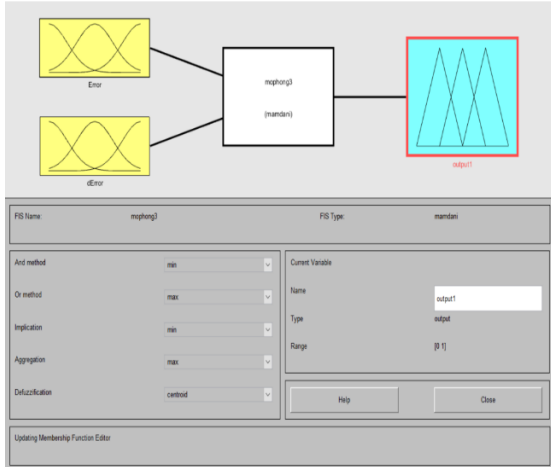 Error
mophong3
(mamdani)
dError
output1
FIS Name: mophong3 FIS Type: mamdani
And method min
Or method max
Implication min
Aggregation max
Defuzzification centroid
Current Variable
Name output1
Type output
Range [0 1]
Help Close
Updating Membership Function Editor